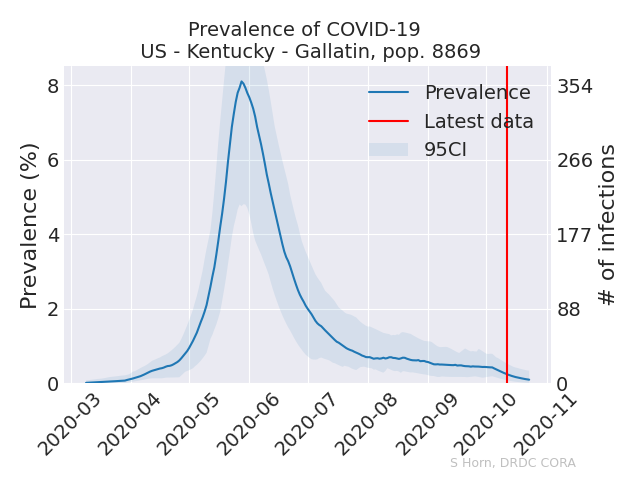 Prevalence of COVID-19
US - Kentucky - Gallatin, pop. 8869
Prevalence
Latest data
95CI
Prevalence (%)
8
6
4
2
0
354
266
177
88
0
# of infections
2020-03
2020-04
2020-05
2020-06
2020-07
2020-08
2020-09
2020-10
2020-11
S Horn, DRDC CORA